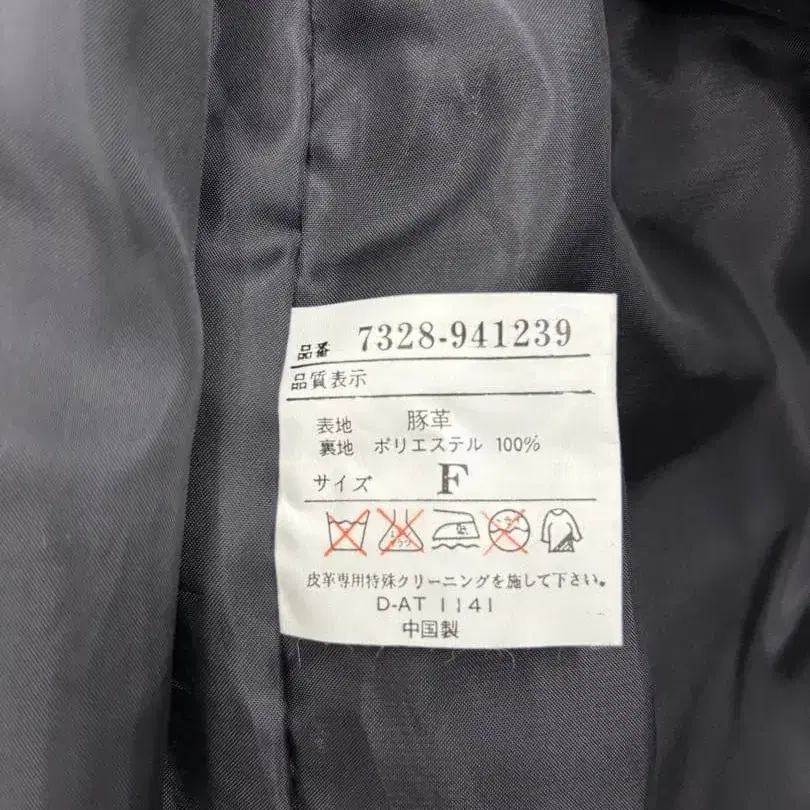 品番 7328-941239
品質表示
表地 豚革
裏地 ポリエステル 100%
サイズ F
皮革専用特殊クリーニングを施して下さい。
D-AT 1141
中国製